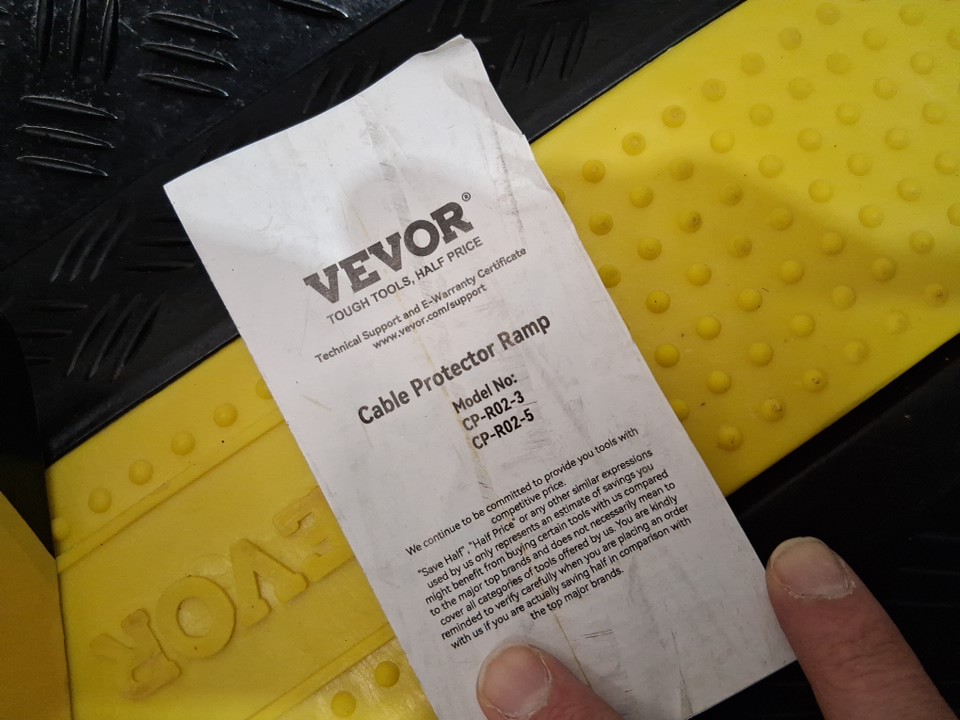 VEVOR®
TOUGH TOOLS, HALF PRICE
Technical Support and E-Warranty Certificate
www.vevor.com/support
Cable Protector Ramp
Model No:
CP-R02-3
CP-R02-5
We continue to be committed to provide you tools with
competitive price.
"Save Half", "Half Price" or any other similar expressions
used by us only represents an estimate of savings you
might benefit from buying certain tools with us compared
to the major top brands and does not necessarily mean to
cover all categories of tools offered by us. You are kindly
reminded to verify carefully when you are placing an order
with us if you are actually saving half in comparison with
the top major brands.
VEVOR